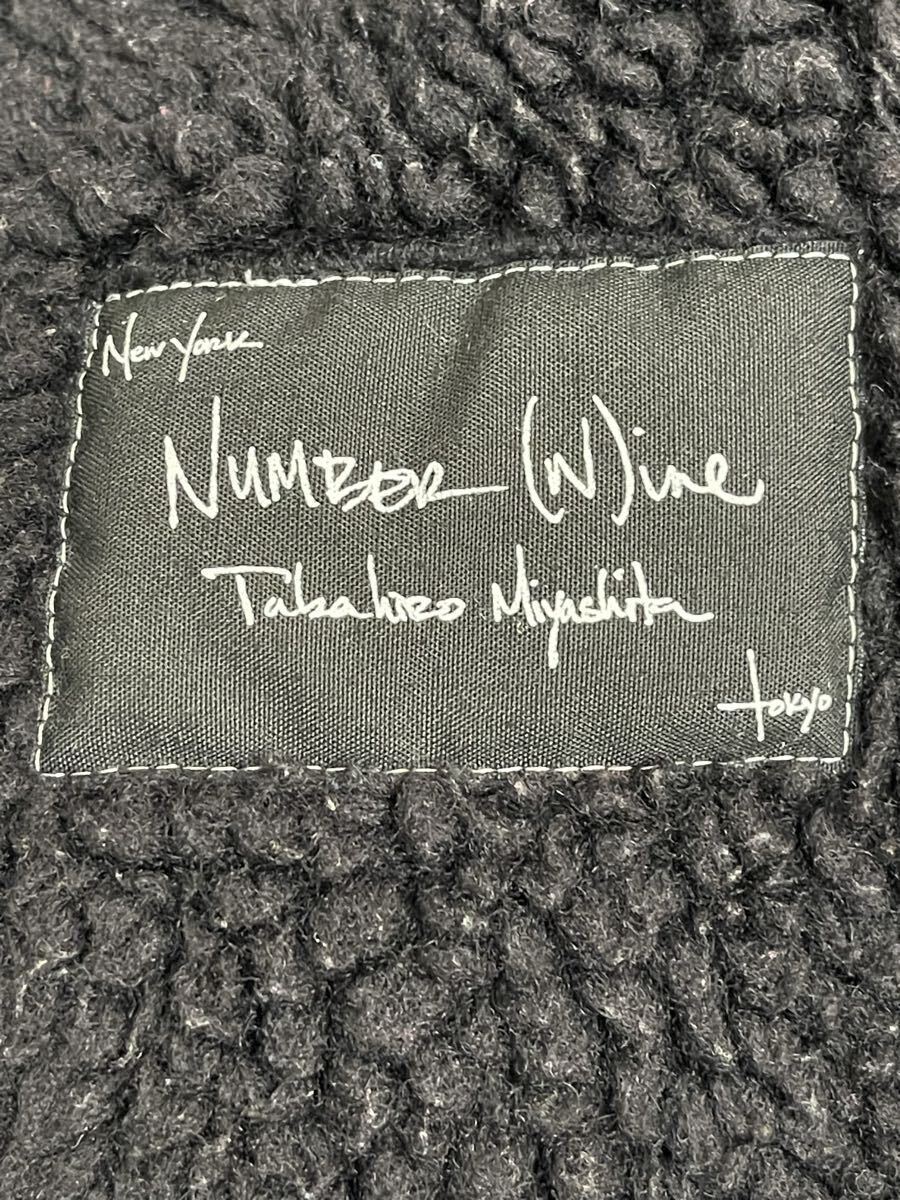 New York
NUMBER (N)ine
Takahiro Miyashita
tokyo